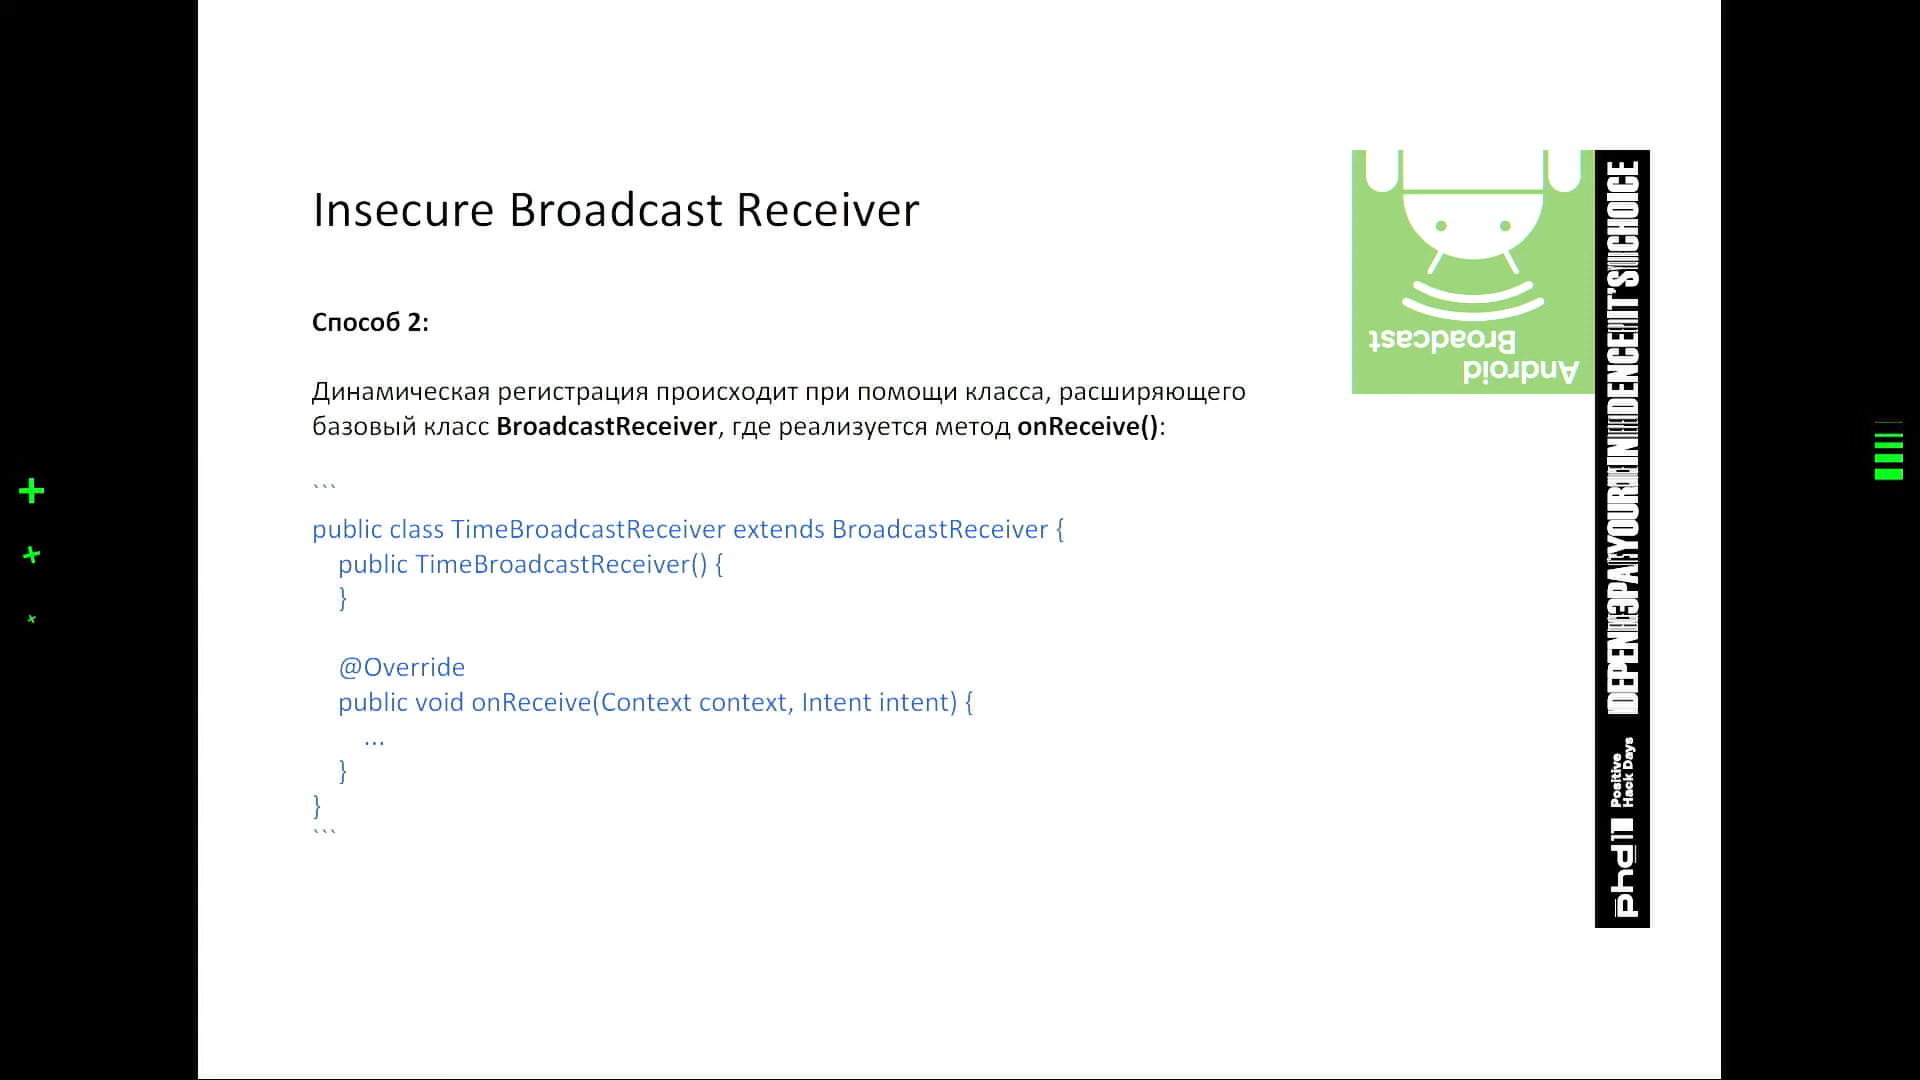 Insecure Broadcast Receiver
Способ 2:
Динамическая регистрация происходит при помощи класса, расширяющего
базовый класс BroadcastReceiver, где реализуется метод onReceive():
```
public class TimeBroadcastReceiver extends BroadcastReceiver {
public TimeBroadcastReceiver() {
}
@Override
public void onReceive(Context context, Intent intent) {
...
}
}
```
Android
Broadcast
phd11
Positive
Hack Days